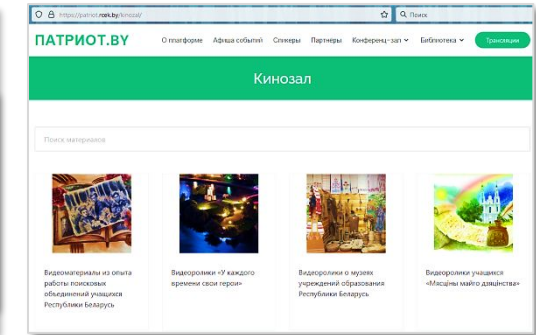 https://patriot.rcek.by/kinozal/
Поиск
ПАТРИОТ.BY
О платформе Афиша событий Спикеры Партнёры Конференц-зал Библиотека Трансляции
Кинозал
Поиск материалов
Видеоматериалы из опыта работы поисковых объединений учащихся Республики Беларусь
Видеоролики «У каждого времени свои герои»
Видеоролики о музеях учреждений образования Республики Беларусь
Видеоролики учащихся «Мясціны майго дзяцінства»